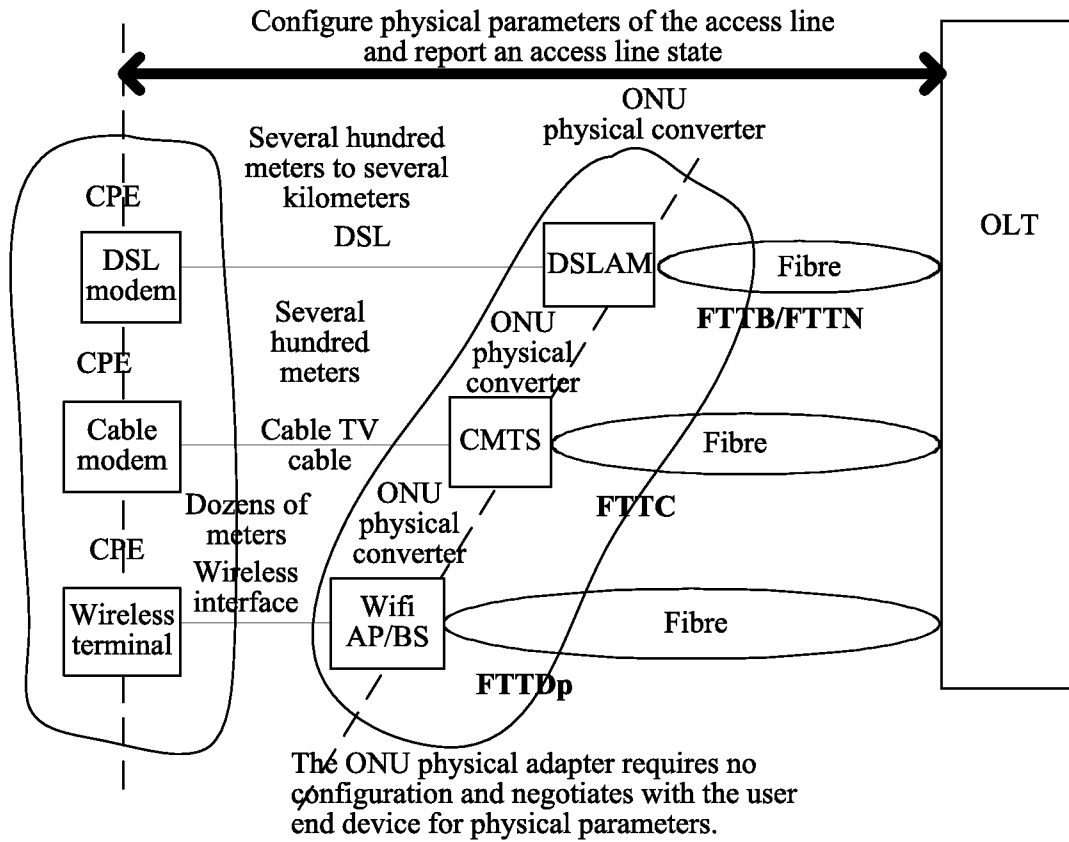 Configure physical parameters of the access line
and report an access line state
ONU
physical converter
Several hundred
meters to several
kilometers
DSL
CPE
DSL
modem
DSLAM
Fibre
OLT
FTTB/FTTN
Several
hundred
meters
ONU
physical
converter
CPE
Cable
modem
Cable TV
cable
CMTS
Fibre
FTTC
Dozens of
meters
ONU
physical
converter
CPE
Wireless
interface
Wireless
terminal
Wifi
AP/BS
Fibre
FTTDp
The ONU physical adapter requires no
configuration and negotiates with the user
end device for physical parameters.